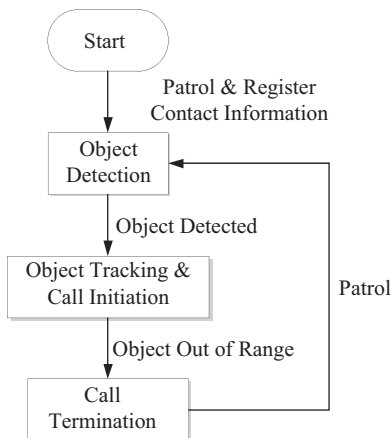 Start
Patrol & Register
Contact Information
Object
Detection
Object Detected
Object Tracking &
Call Initiation
Patrol
Object Out of Range
Call
Termination